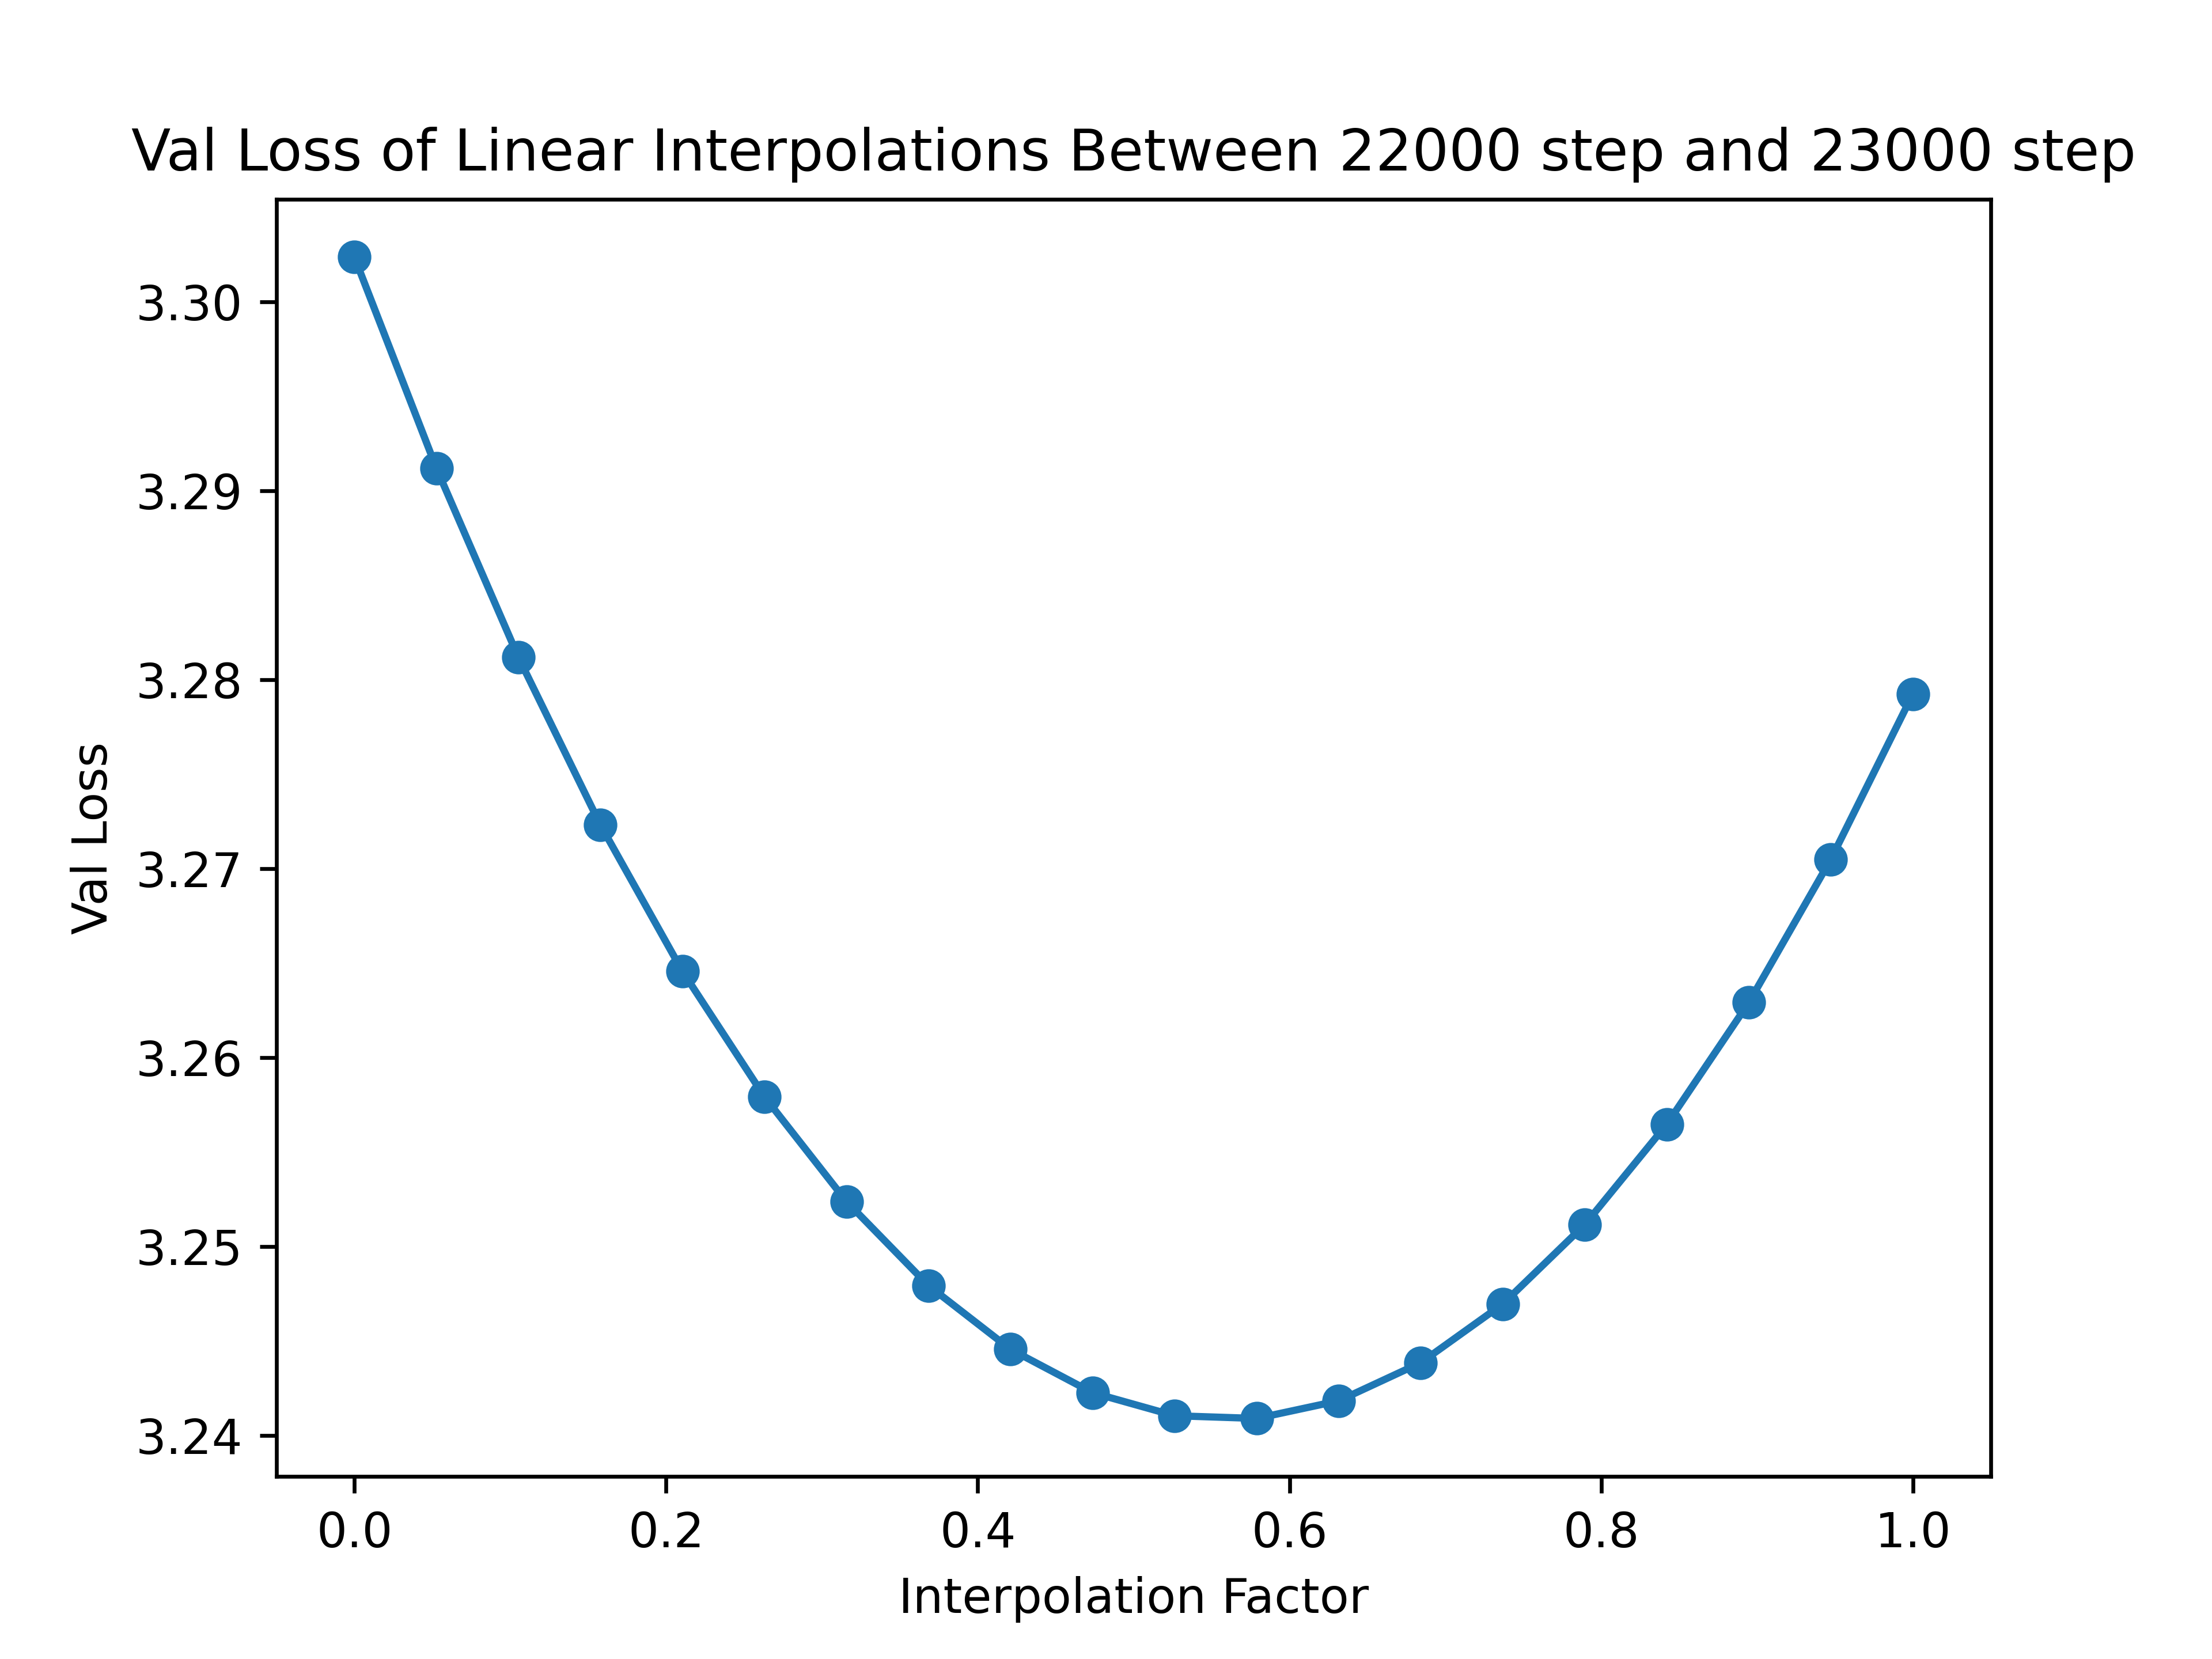 Val Loss of Linear Interpolations Between 22000 step and 23000 step
3.30
3.29
3.28
3.27
3.26
3.25
3.24
Val Loss
0.0 0.2 0.4 0.6 0.8 1.0
Interpolation Factor